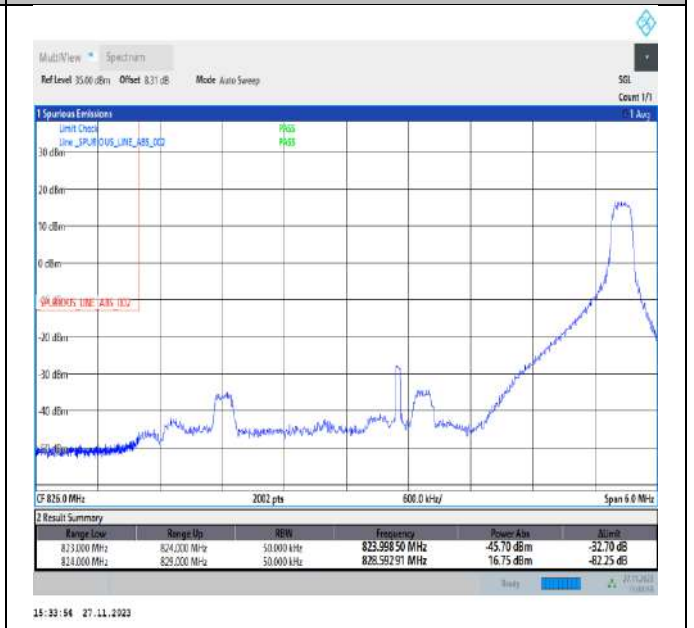 MultiView Spectrum
Ref Level 35.00 dBm Offset 8.31 dB Mode Auto Sweep SGL
Count 1/1
1 Spurious Emissions 1 Avg
Limit Check PASS
Line _SPURIOUS_LINE_ABS_002 PASS
30 dBm
20 dBm
10 dBm
0 dBm
SPURIOUS_LINE_ABS_002
-20 dBm
-30 dBm
-40 dBm
-50 dBm
CF 826.0 MHz 2002 pts 600.0 kHz/ Span 6.0 MHz
2 Result Summary
Range Low Range Up RBW Frequency Power Abs ΔLimit
823.000 MHz 824.000 MHz 50.000 kHz 823.998 50 MHz -45.70 dBm -32.70 dB
824.000 MHz 829.000 MHz 50.000 kHz 828.592 91 MHz 16.75 dBm -82.25 dB
Ready
15:33:54 27.11.2023